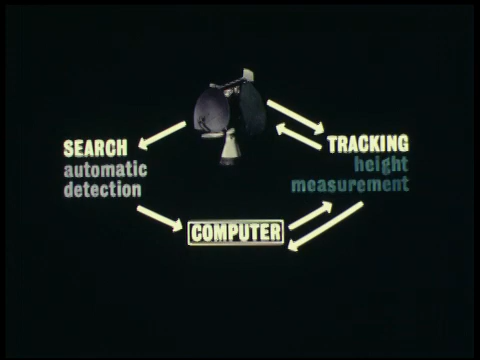 SEARCH
automatic
detection
TRACKING
height
measurement
COMPUTER